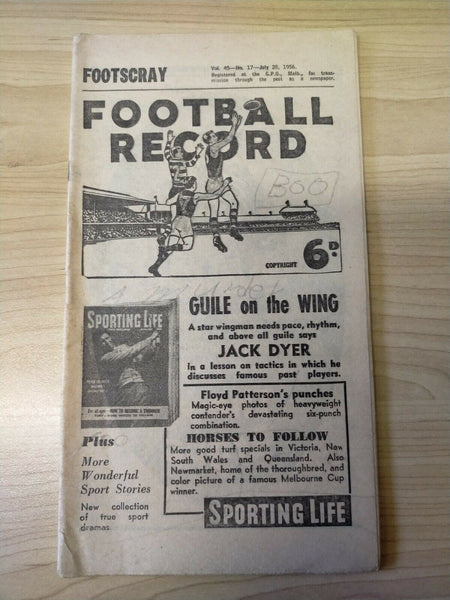 FOOTSCRAY
Vol. 45—No. 17—July 28, 1956.
Registered at the G.P.O., Melb., for trans-
mission through the post as a newspaper.
FOOTBALL
RECORD
BOO
COPYRIGHT 6D
GUILE on the WING
A star wingman needs pace, rhythm,
and above all guile says
JACK DYER
in a lesson on tactics in which he
discusses famous past players.
SPORTING LIFE
Floyd Patterson's punches
Magic-eye photos of heavyweight
contender's devastating six-punch
combination.
HORSES TO FOLLOW
More good turf specials in Victoria, New
South Wales and Queensland. Also
Newmarket, home of the thoroughbred, and
color picture of a famous Melbourne Cup
winner.
Plus
More
Wonderful
Sport Stories
New collection
of true sport
dramas.
SPORTING LIFE